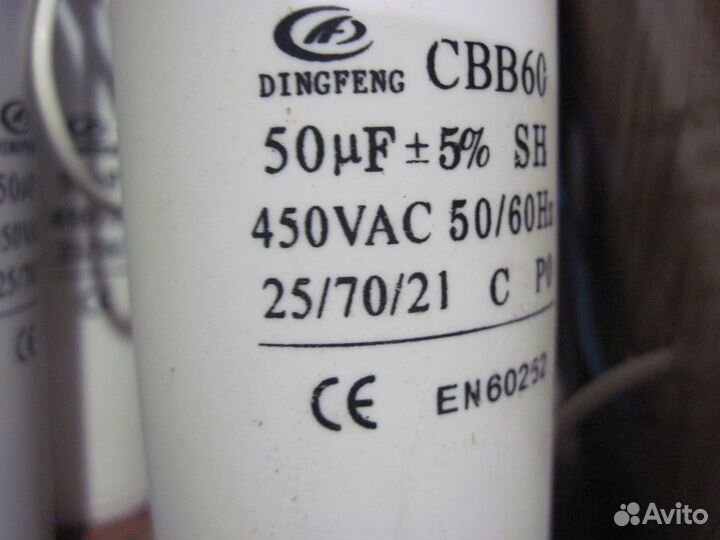 DINGFENG CBB60
50μF ± 5% SH
450VAC 50/60Hz
25/70/21 C P0
CE EN60252
Avito